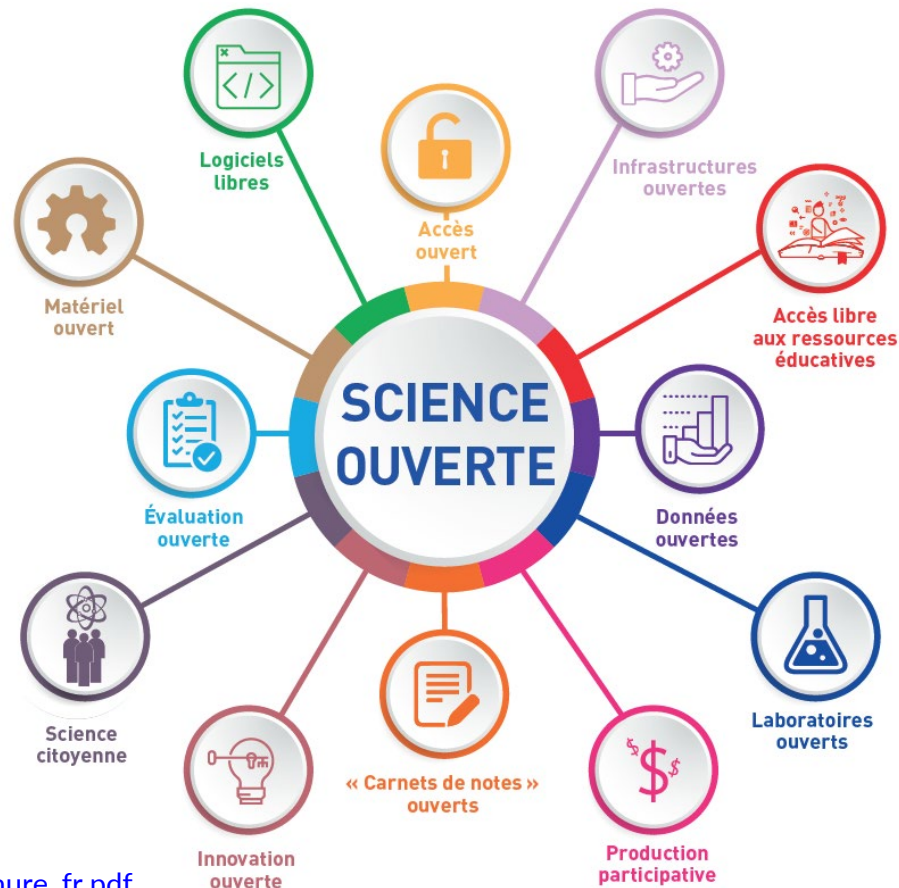 Logiciels
libres
Accès
ouvert
Infrastructures
ouvertes
Matériel
ouvert
Accès libre
aux ressources
éducatives
SCIENCE
OUVERTE
Évaluation
ouverte
Données
ouvertes
Science
citoyenne
Laboratoires
ouverts
« Carnets de notes »
ouverts
Innovation
ouverte
Production
participative